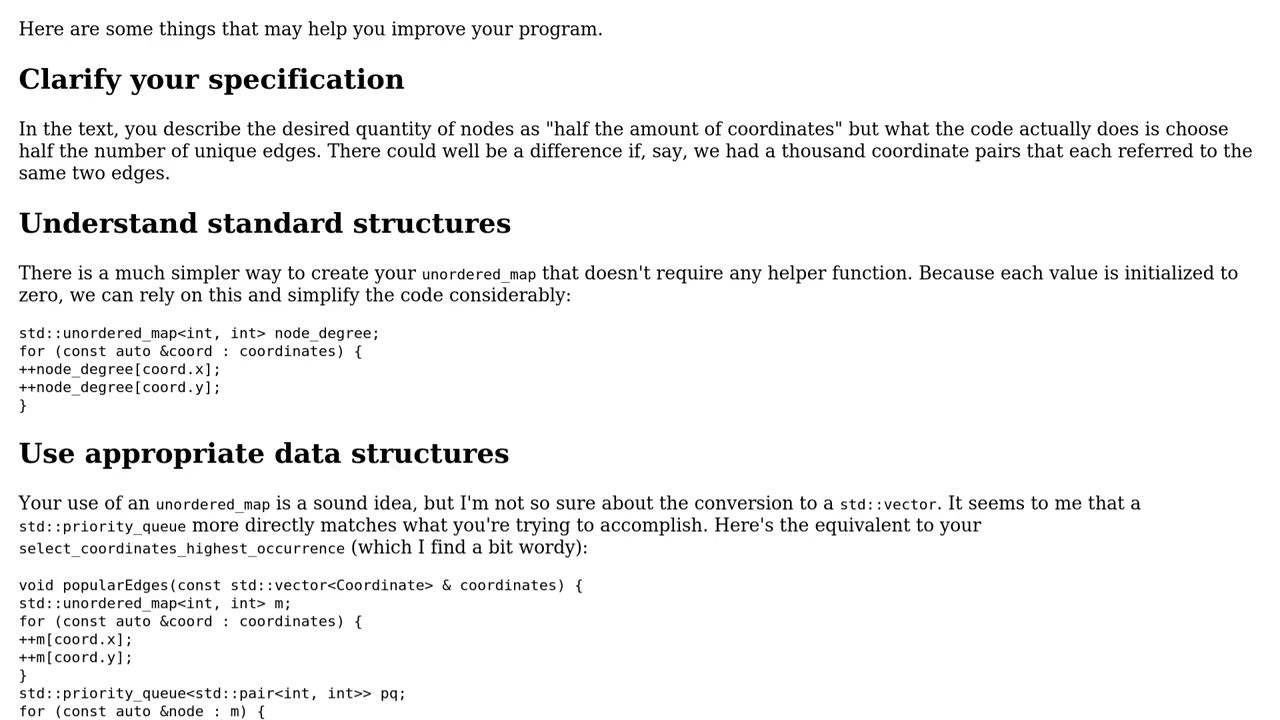 Here are some things that may help you improve your program.
Clarify your specification
In the text, you describe the desired quantity of nodes as "half the amount of coordinates" but what the code actually does is choose
half the number of unique edges. There could well be a difference if, say, we had a thousand coordinate pairs that each referred to the
same two edges.
Understand standard structures
There is a much simpler way to create your unordered_map that doesn't require any helper function. Because each value is initialized to
zero, we can rely on this and simplify the code considerably:
std::unordered_map<int, int> node_degree;
for (const auto &coord : coordinates) {
++node_degree[coord.x];
++node_degree[coord.y];
}
Use appropriate data structures
Your use of an unordered_map is a sound idea, but I'm not so sure about the conversion to a std::vector. It seems to me that a
std::priority_queue more directly matches what you're trying to accomplish. Here's the equivalent to your
select_coordinates_highest_occurrence (which I find a bit wordy):
void popularEdges(const std::vector<Coordinate> & coordinates) {
std::unordered_map<int, int> m;
for (const auto &coord : coordinates) {
++m[coord.x];
++m[coord.y];
}
std::priority_queue<std::pair<int, int>> pq;
for (const auto &node : m) {